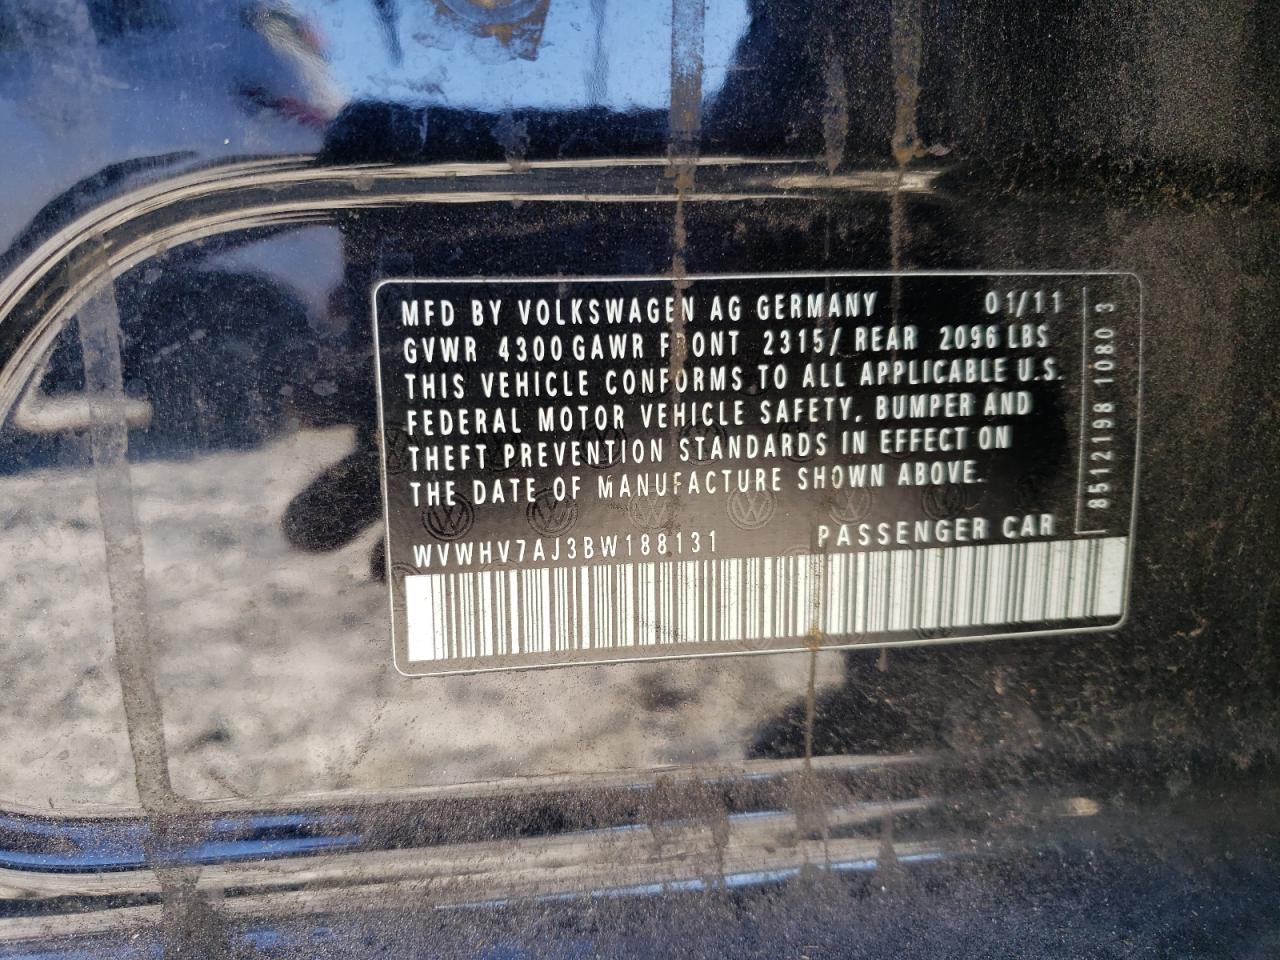 MFD BY VOLKSWAGEN AG GERMANY 01/11
GVWR 4300 GAWR FRONT 2315/ REAR 2096 LBS
THIS VEHICLE CONFORMS TO ALL APPLICABLE U.S.
FEDERAL MOTOR VEHICLE SAFETY, BUMPER AND
THEFT PREVENTION STANDARDS IN EFFECT ON
THE DATE OF MANUFACTURE SHOWN ABOVE.
WVWHV7AJ3BW188131 PASSENGER CAR
8512198 1080 3